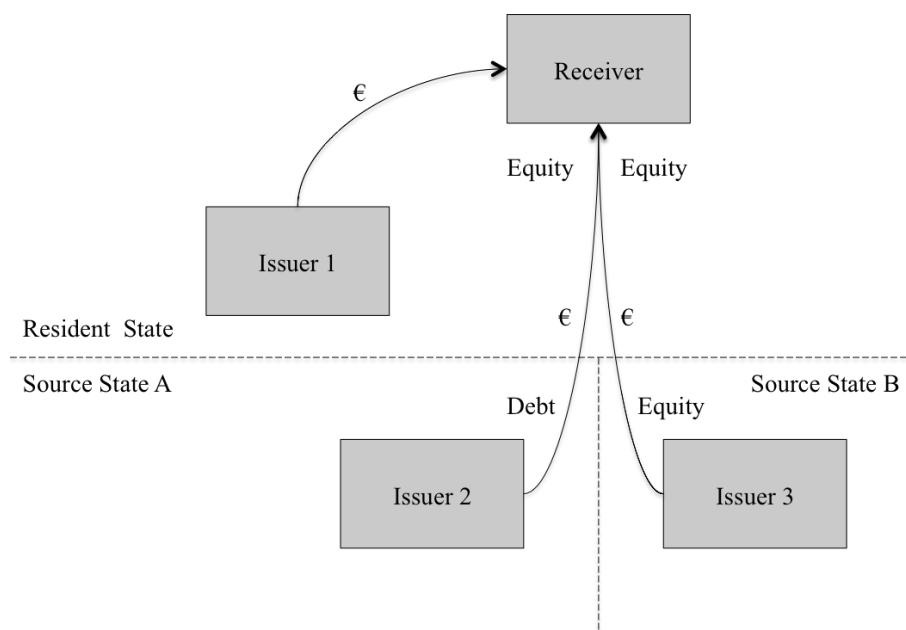 Receiver
€
Equity Equity
Issuer 1
€ €
Resident State
Source State A
Source State B
Debt
Equity
Issuer 2
Issuer 3